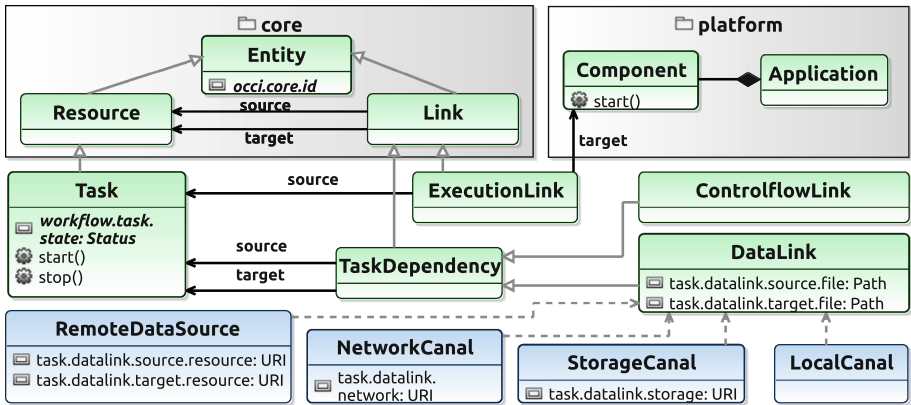 core
Entity
occi.core.id
Resource
source
target
Link
platform
Component
start()
Application
target
Task
workflow.task.
state: Status
start()
stop()
source
ExecutionLink
ControlflowLink
source
target
TaskDependency
DataLink
task.datalink.source.file: Path
task.datalink.target.file: Path
RemoteDataSource
task.datalink.source.resource: URI
task.datalink.target.resource: URI
NetworkCanal
task.datalink.
network: URI
StorageCanal
task.datalink.storage: URI
LocalCanal